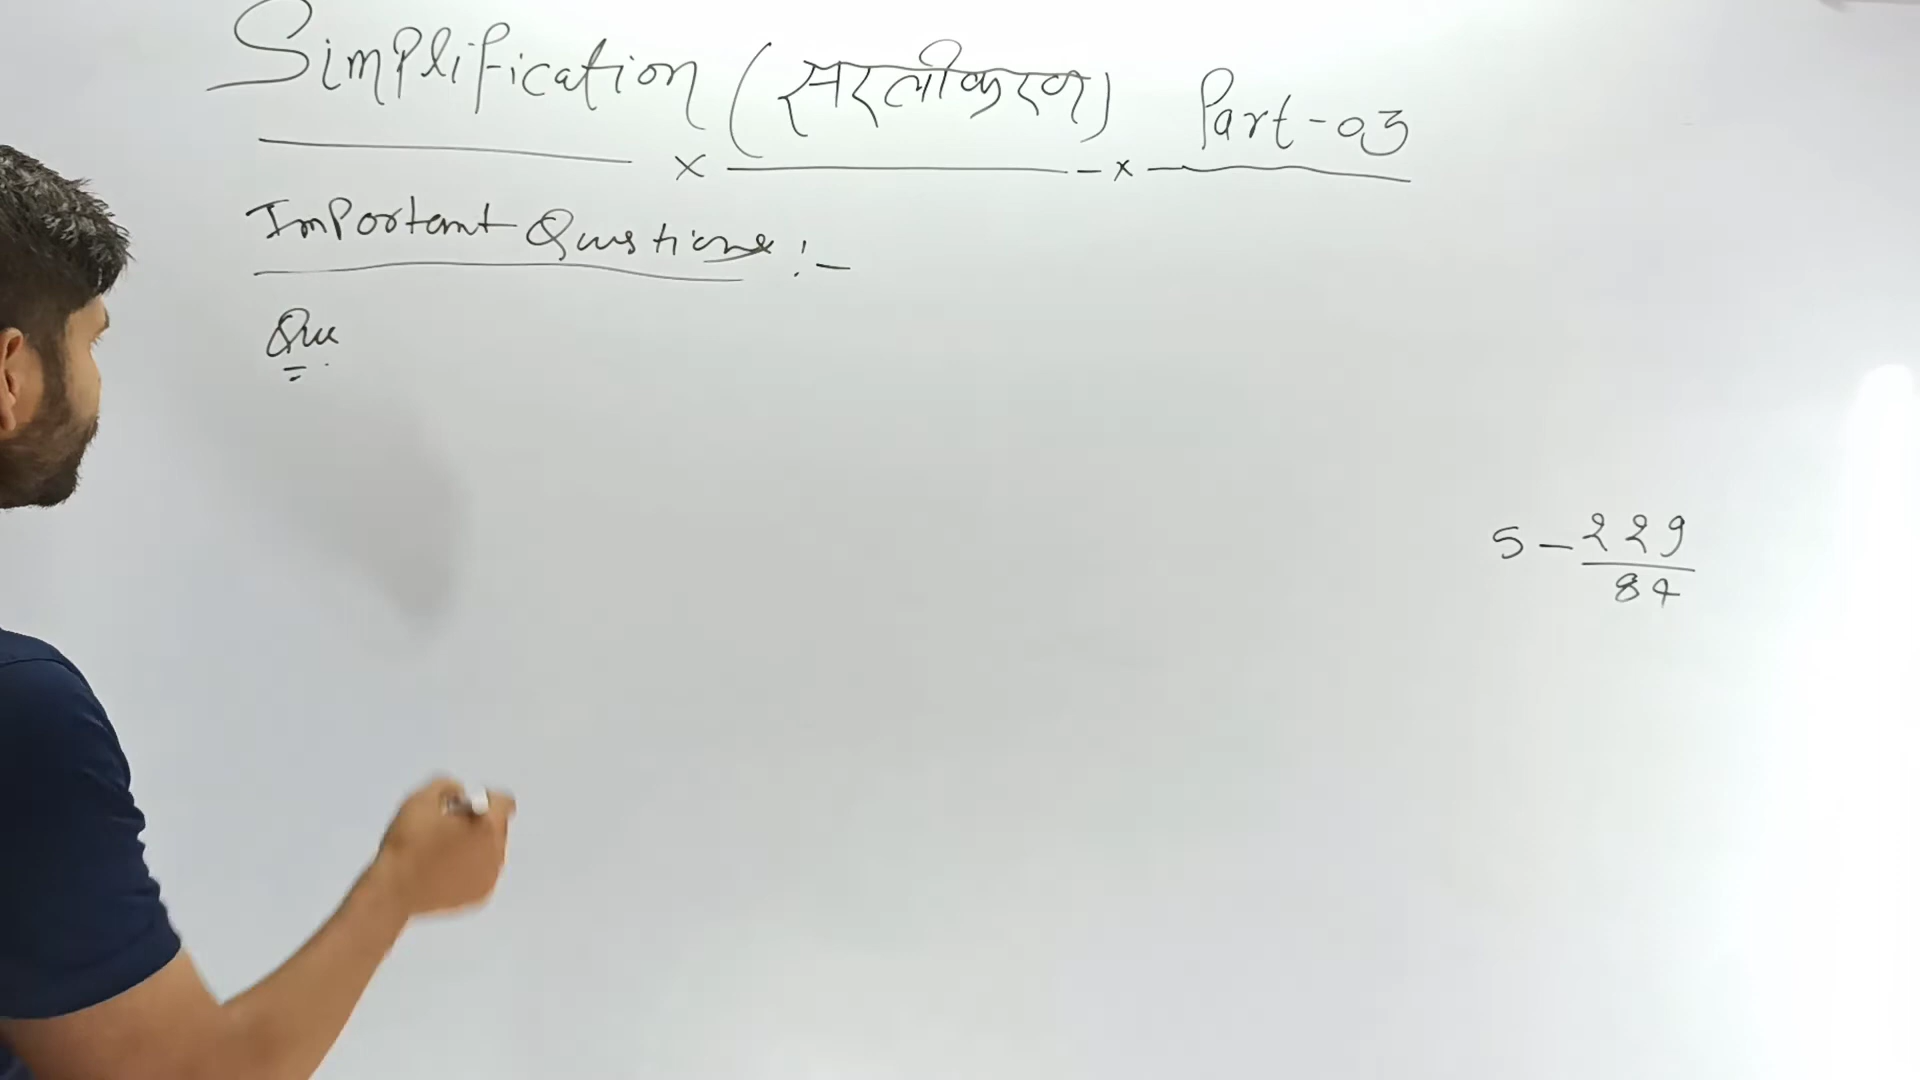 Simplification (सरलीकरण) Part-03
Important Questions :-
Que
5 - 229
84